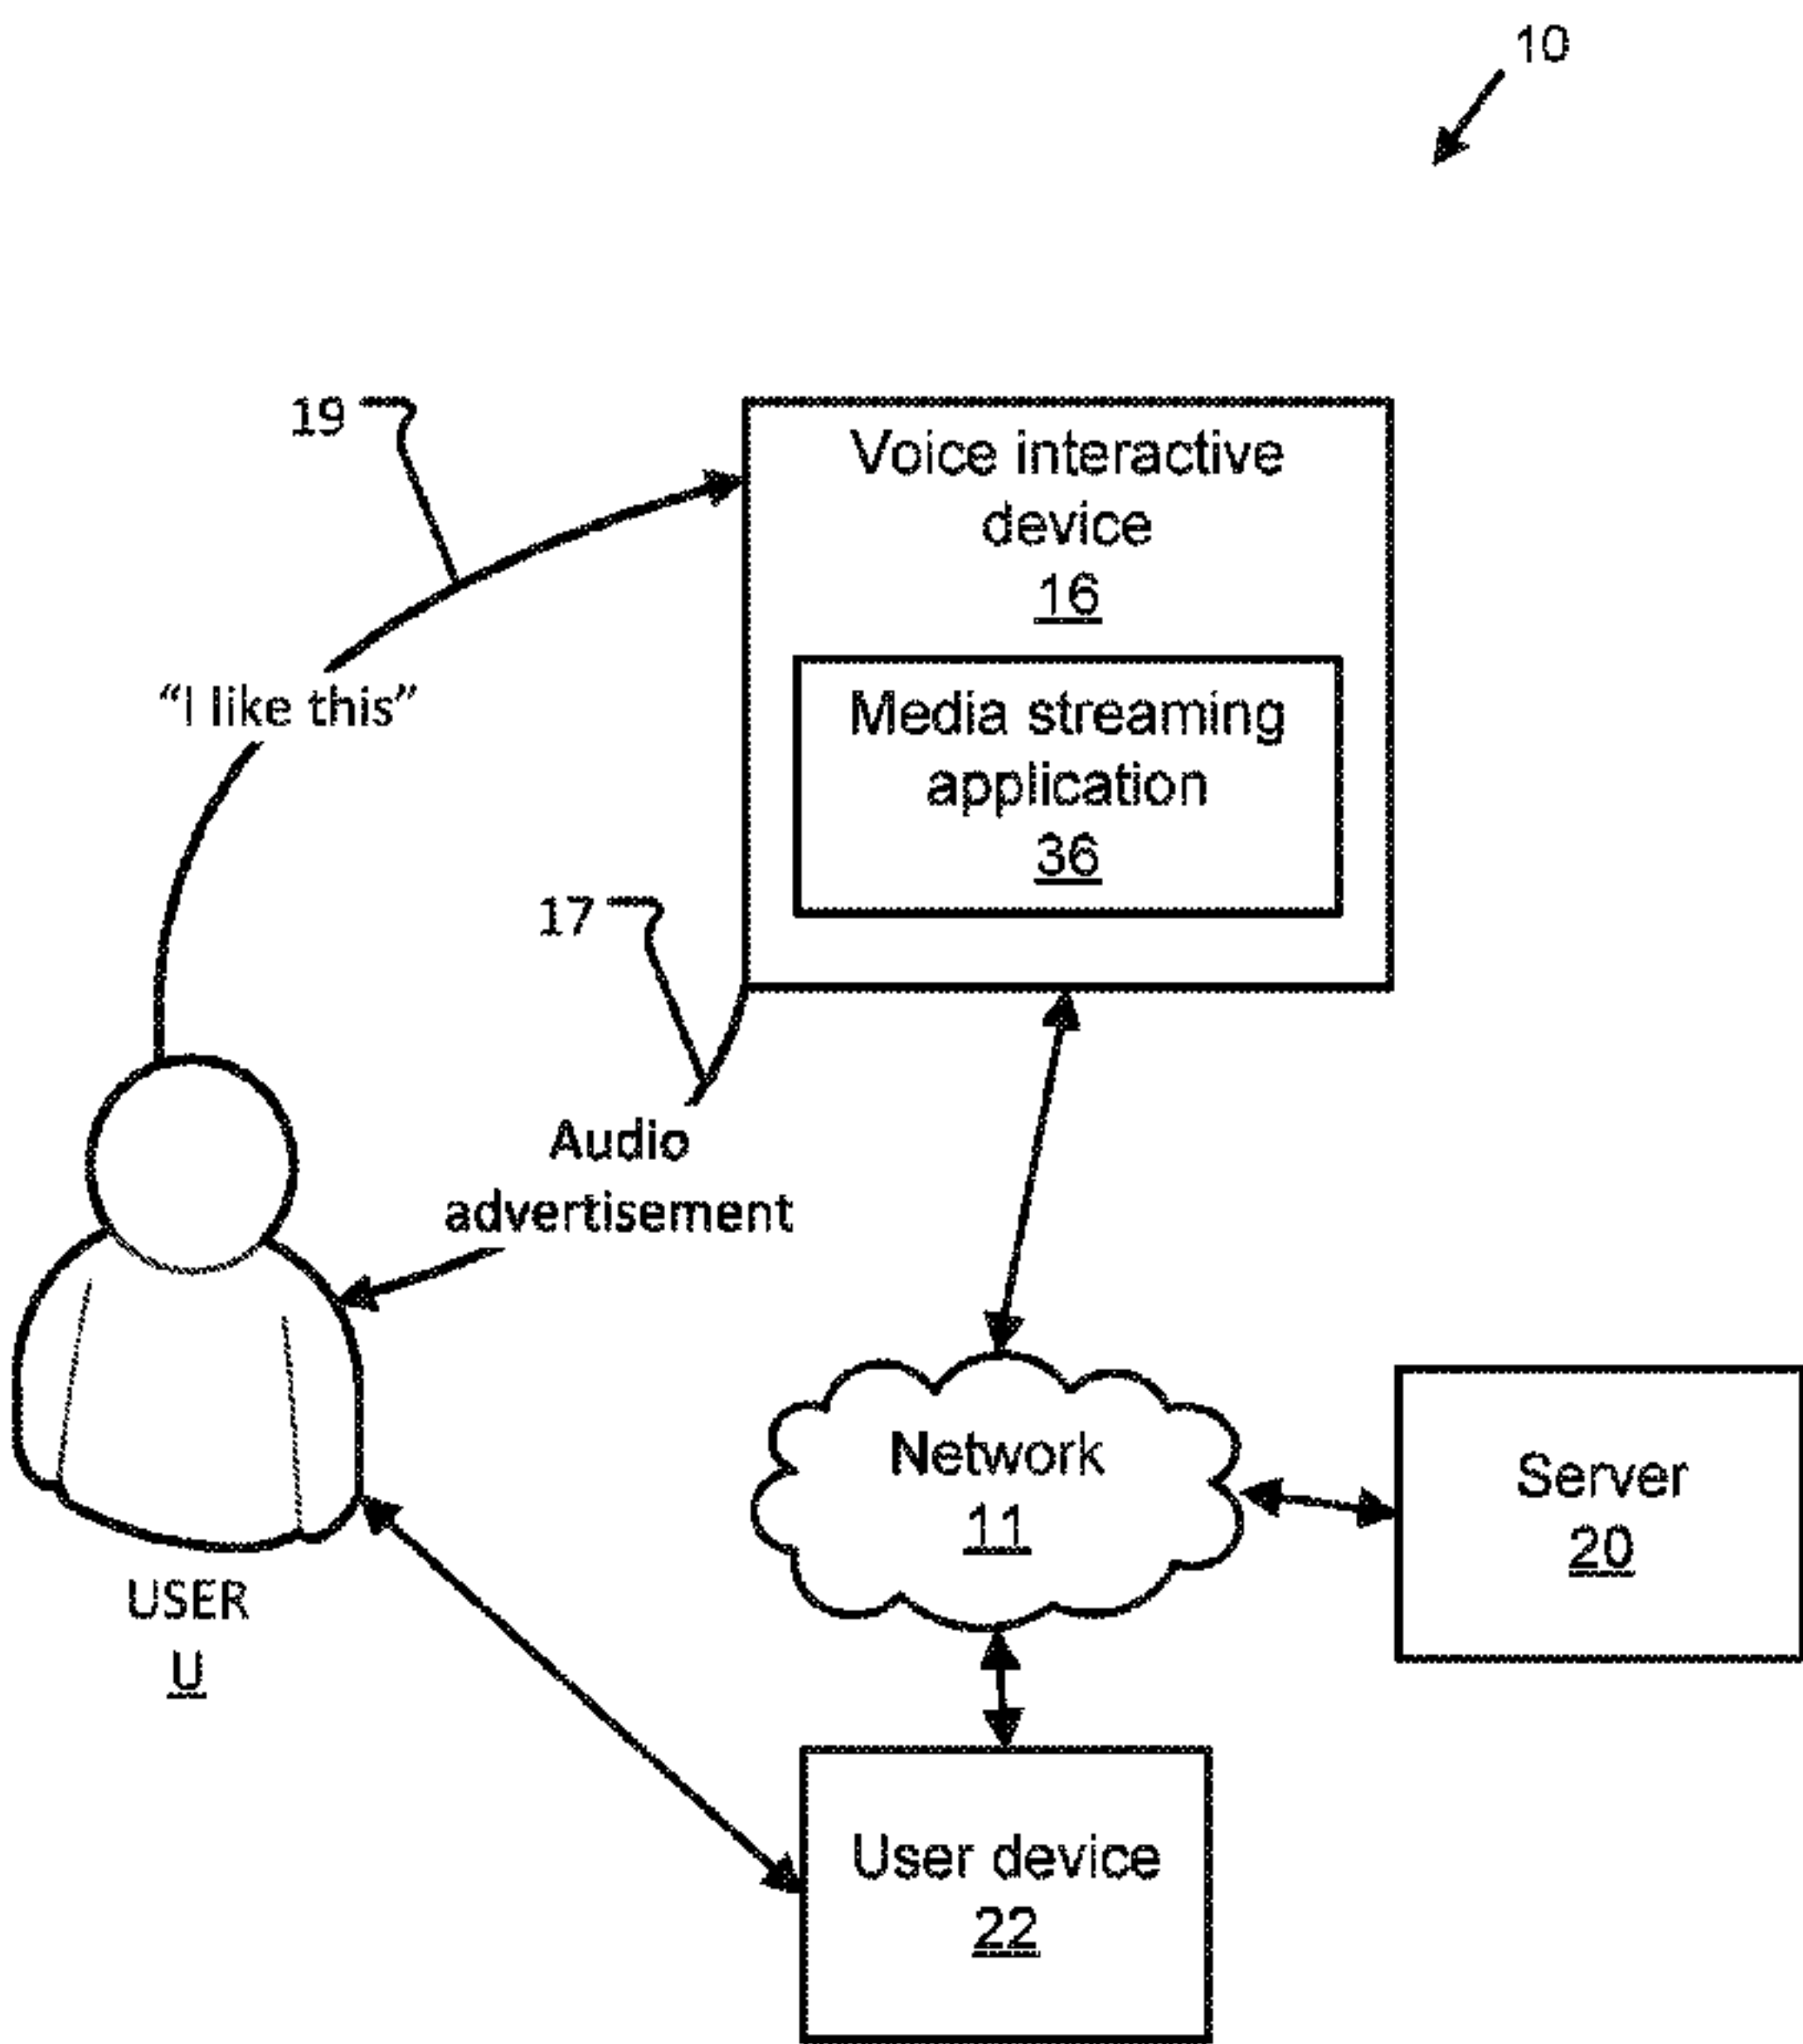 10
19
Voice interactive
device
16
"I like this"
Media streaming
application
36
17
Audio
advertisement
Network
11
Server
20
USER
U
User device
22